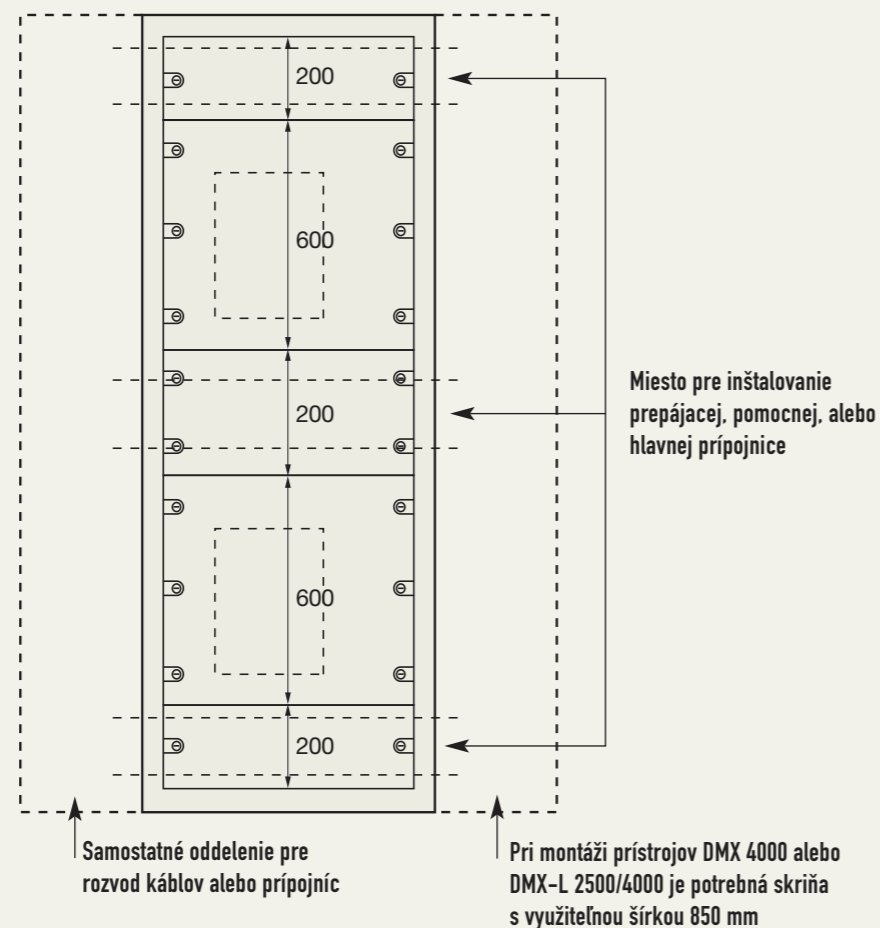 200
600
200
600
200
Miesto pre inštalovanie
prepájacej, pomocnej, alebo
hlavnej prípojnice
Samostatné oddelenie pre
rozvod káblov alebo prípojníc
Pri montáži prístrojov DMX 4000 alebo
DMX-L 2500/4000 je potrebná skriňa
s využiteľnou šírkou 850 mm